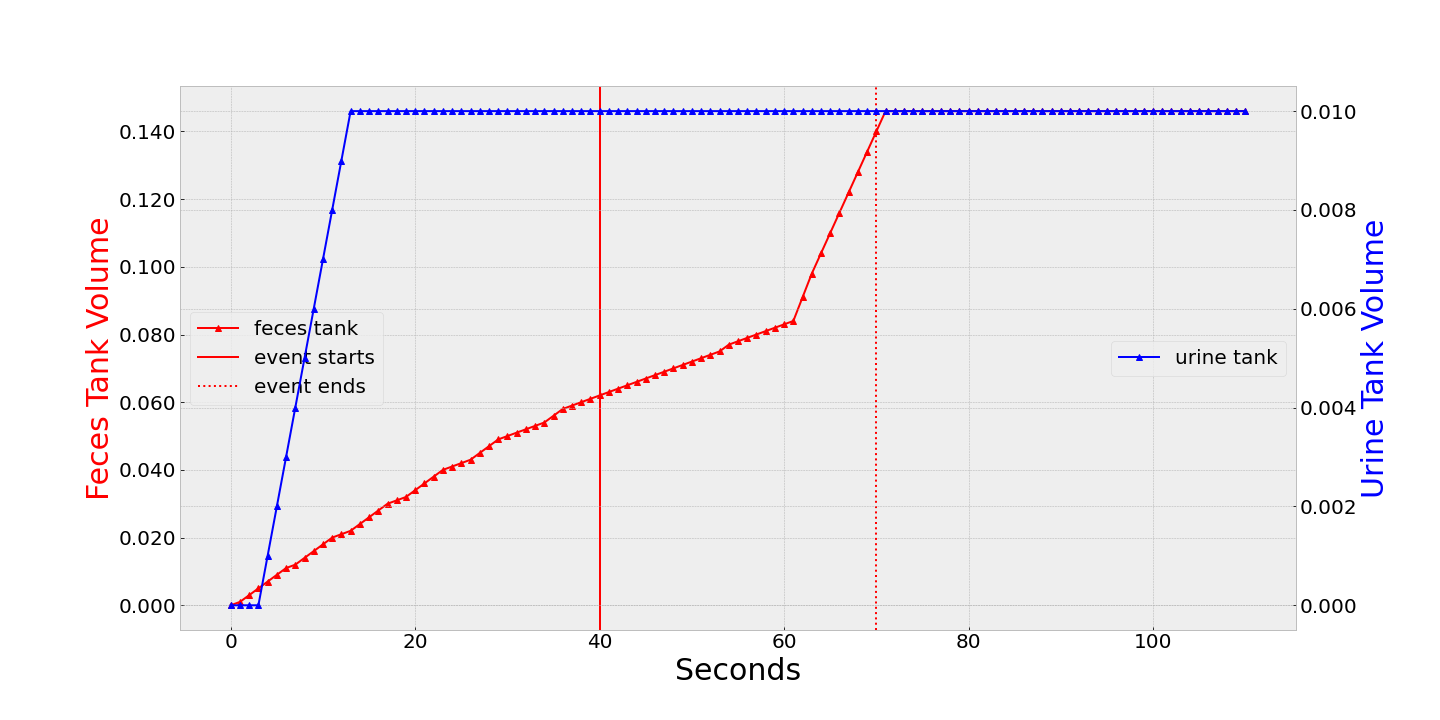 Feces Tank Volume
0.140
0.120
0.100
0.080
0.060
0.040
0.020
0.000
feces tank
event starts
event ends
urine tank
0.010
0.008
0.006
0.004
0.002
0.000
Urine Tank Volume
0 20 40 60 80 100
Seconds